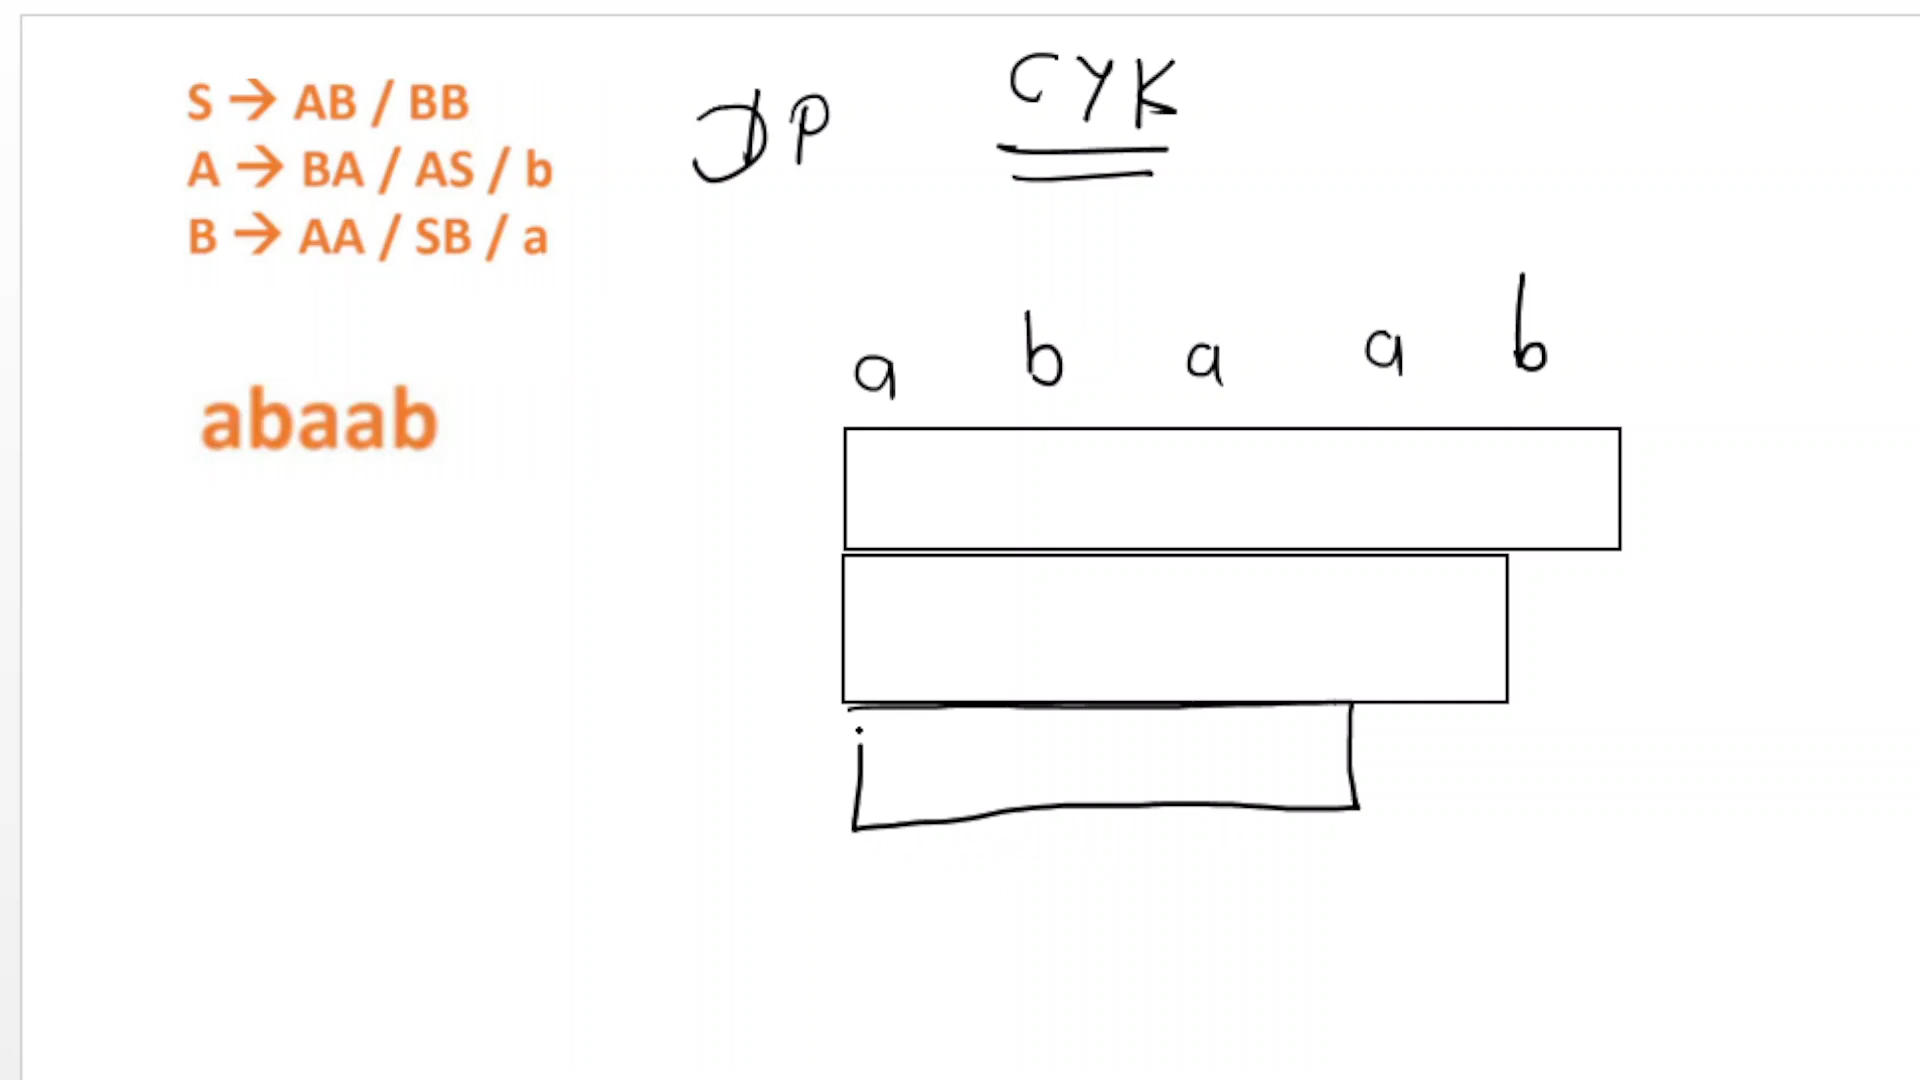 S → AB / BB
A → BA / AS / b
B → AA / SB / a
abaab
DP
CYK
a b a a b